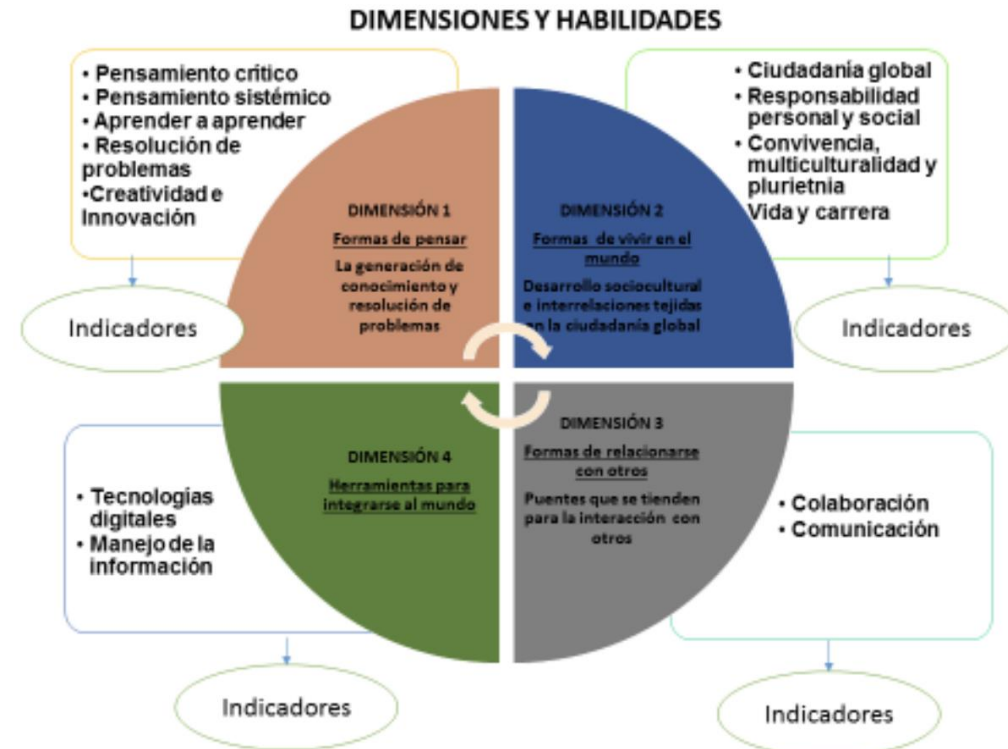 DIMENSIONES Y HABILIDADES
• Pensamiento crítico
• Pensamiento sistémico
• Aprender a aprender
• Resolución de
problemas
•Creatividad e
Innovación
Indicadores
DIMENSIÓN 1
Formas de pensar
La generación de
conocimiento y
resolución de
problemas
DIMENSIÓN 2
Formas de vivir en el
mundo
Desarrollo sociocultural
e interrelaciones tejidas
en la ciudadanía global
• Ciudadanía global
• Responsabilidad
personal y social
• Convivencia,
multiculturalidad y
plurietnia
Vida y carrera
Indicadores
• Tecnologías
digitales
• Manejo de la
información
Indicadores
DIMENSIÓN 4
Herramientas para
integrarse al mundo
DIMENSIÓN 3
Formas de relacionarse
con otros
Puentes que se tienden
para la interacción con
otros
• Colaboración
• Comunicación
Indicadores